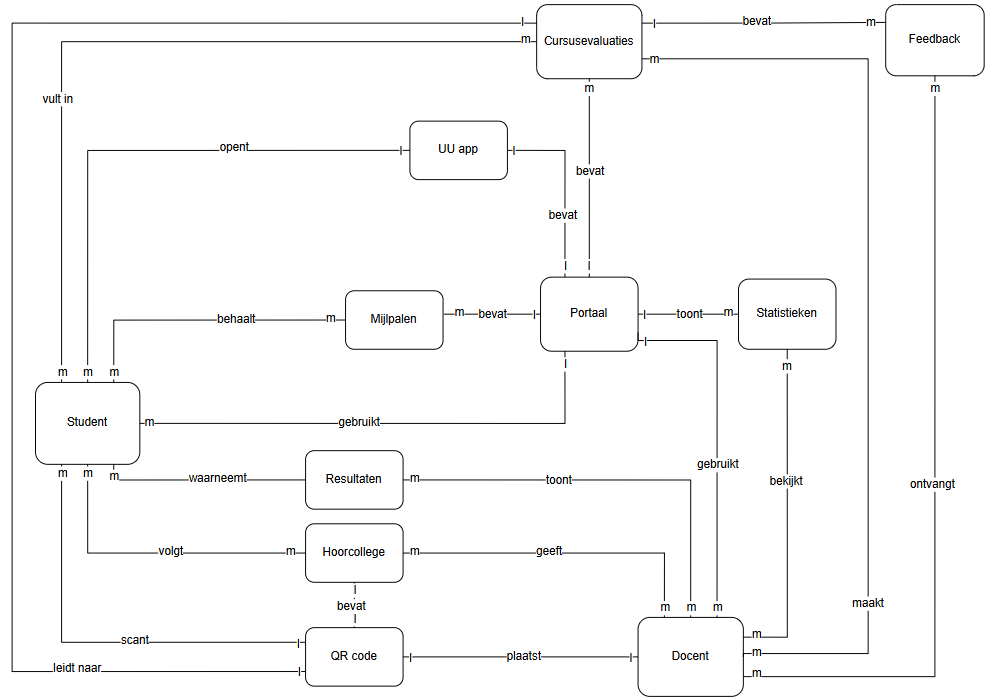 l
bevat
m
Cursusevaluaties
Feedback
m
m
m
m
vult in
opent
l
UU app
l
bevat
bevat
l
l
behaalt
m
Mijlpalen
m
bevat
l
Portaal
l
toont
m
Statistieken
l
l
m
m
m
m
Student
m
gebruikt
gebruikt
m
m
m
waarneemt
Resultaten
m
toont
bekijkt
ontvangt
volgt
m
Hoorcollege
m
geeft
l
bevat
l
m
m
m
maakt
scant
l
QR code
l
plaatst
l
Docent
m
m
m
leidt naar
l